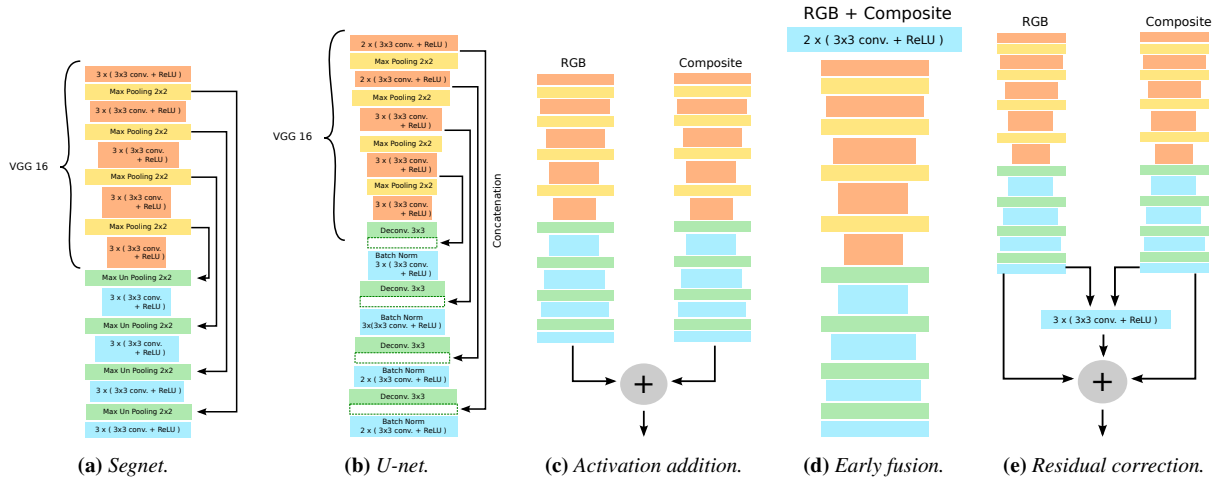 3 x ( 3x3 conv. + ReLU )
Max Pooling 2x2
3 x ( 3x3 conv. + ReLU )
Max Pooling 2x2
3 x ( 3x3 conv.
+ ReLU )
VGG 16
Max Pooling 2x2
3 x ( 3x3 conv.
+ ReLU )
Max Pooling 2x2
3 x ( 3x3 conv.
+ ReLU )
Max Un Pooling 2x2
3 x ( 3x3 conv.
+ ReLU )
Max Un Pooling 2x2
3 x ( 3x3 conv.
+ ReLU )
Max Un Pooling 2x2
3 x ( 3x3 conv. + ReLU )
Max Un Pooling 2x2
3 x ( 3x3 conv. + ReLU )
(a) Segnet.
2 x ( 3x3 conv. + ReLU )
Max Pooling 2x2
2 x ( 3x3 conv. + ReLU )
Max Pooling 2x2
3 x ( 3x3 conv.
+ ReLU )
VGG 16
Max Pooling 2x2
3 x ( 3x3 conv.
+ ReLU )
Max Pooling 2x2
3 x ( 3x3 conv.
+ ReLU )
Deconv. 3x3
Batch Norm
3 x ( 3x3 conv.
+ ReLU )
Deconv. 3x3
Batch Norm
3x(3x3 conv. + ReLU )
Deconv. 3x3
Batch Norm
2 x ( 3x3 conv. + ReLU )
Deconv. 3x3
Batch Norm
2 x ( 3x3 conv. + ReLU )
Concatenation
(b) U-net.
RGB
Composite
+
(c) Activation addition.
RGB + Composite
2 x ( 3x3 conv. + ReLU )
(d) Early fusion.
RGB
Composite
3 x ( 3x3 conv. + ReLU )
+
(e) Residual correction.